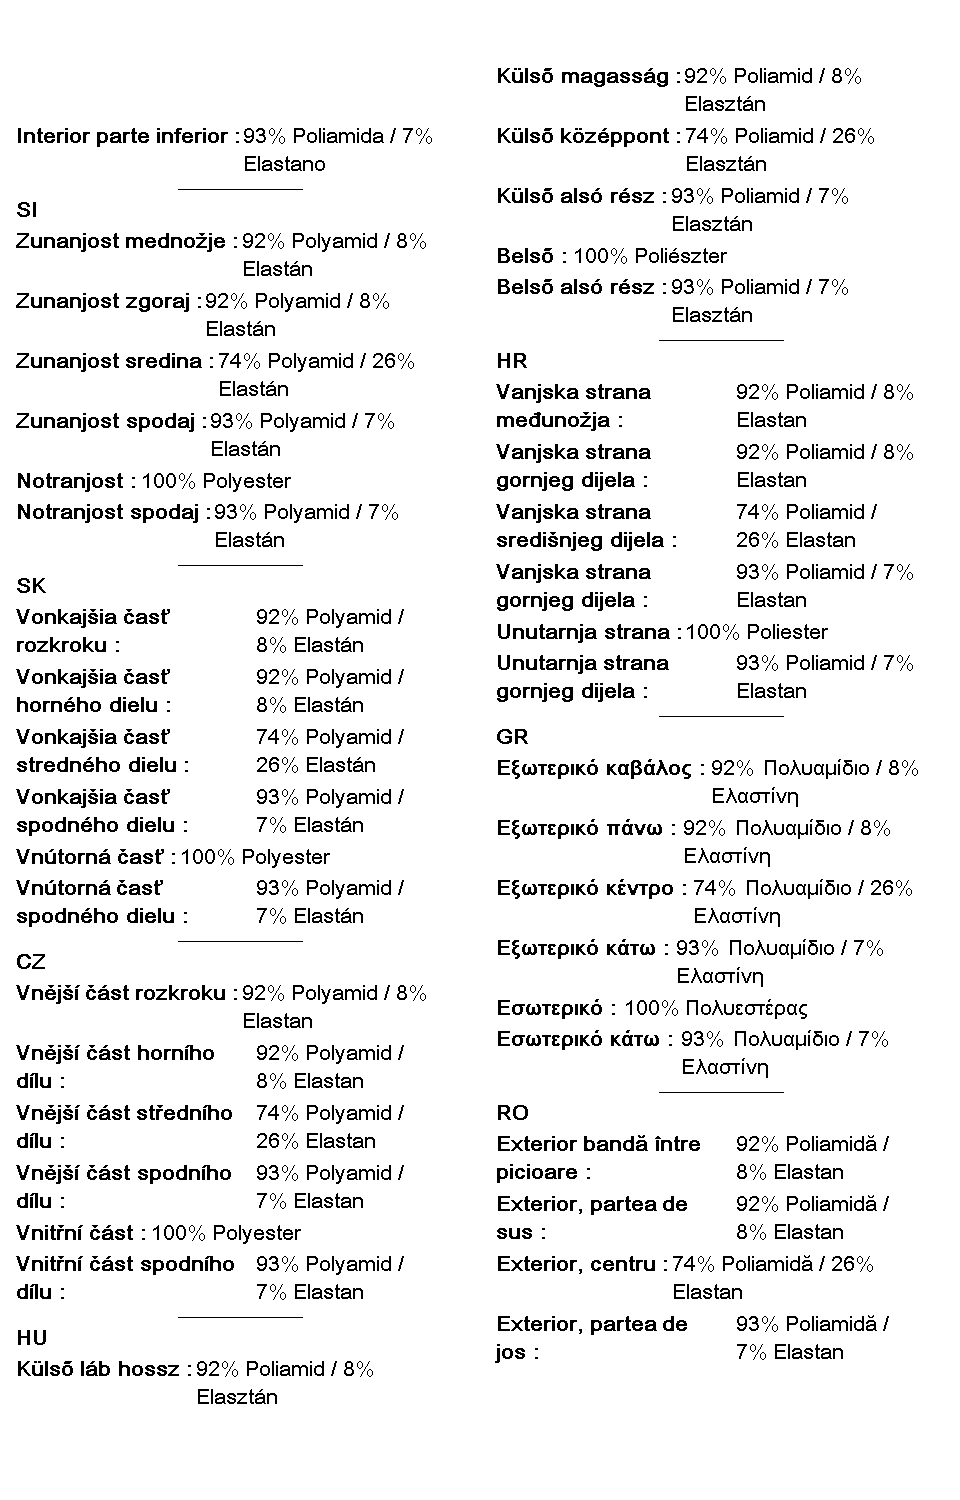 Interior parte inferior : 93% Poliamida / 7%
Elastano
SI
Zunanjost mednožje : 92% Polyamid / 8%
Elastán
Zunanjost zgoraj : 92% Polyamid / 8%
Elastán
Zunanjost sredina : 74% Polyamid / 26%
Elastán
Zunanjost spodaj : 93% Polyamid / 7%
Elastán
Notranjost : 100% Polyester
Notranjost spodaj : 93% Polyamid / 7%
Elastán
SK
Vonkajšia časť 92% Polyamid /
rozkroku : 8% Elastán
Vonkajšia časť 92% Polyamid /
horného dielu : 8% Elastán
Vonkajšia časť 74% Polyamid /
stredného dielu : 26% Elastán
Vonkajšia časť 93% Polyamid /
spodného dielu : 7% Elastán
Vnútorná časť : 100% Polyester
Vnútorná časť 93% Polyamid /
spodného dielu : 7% Elastán
CZ
Vnější část rozkroku : 92% Polyamid / 8%
Elastan
Vnější část horního 92% Polyamid /
dílu : 8% Elastan
Vnější část středního 74% Polyamid /
dílu : 26% Elastan
Vnější část spodního 93% Polyamid /
dílu : 7% Elastan
Vnitřní část : 100% Polyester
Vnitřní část spodního 93% Polyamid /
dílu : 7% Elastan
HU
Külsõ láb hossz : 92% Poliamid / 8%
Elasztán
Külsõ magasság : 92% Poliamid / 8%
Elasztán
Külsõ középpont : 74% Poliamid / 26%
Elasztán
Külsõ alsó rész : 93% Poliamid / 7%
Elasztán
Belsõ : 100% Poliészter
Belsõ alsó rész : 93% Poliamid / 7%
Elasztán
HR
Vanjska strana 92% Poliamid / 8%
međunožja : Elastan
Vanjska strana 92% Poliamid / 8%
gornjeg dijela : Elastan
Vanjska strana 74% Poliamid /
središnjeg dijela : 26% Elastan
Vanjska strana 93% Poliamid / 7%
gornjeg dijela : Elastan
Unutarnja strana : 100% Poliester
Unutarnja strana 93% Poliamid / 7%
gornjeg dijela : Elastan
GR
Εξωτερικό καβάλος : 92% Πολυαμίδιο / 8%
Ελαστίνη
Εξωτερικό πάνω : 92% Πολυαμίδιο / 8%
Ελαστίνη
Εξωτερικό κέντρο : 74% Πολυαμίδιο / 26%
Ελαστίνη
Εξωτερικό κάτω : 93% Πολυαμίδιο / 7%
Ελαστίνη
Εσωτερικό : 100% Πολυεστέρας
Εσωτερικό κάτω : 93% Πολυαμίδιο / 7%
Ελαστίνη
RO
Exterior bandă între 92% Poliamidă /
picioare : 8% Elastan
Exterior, partea de 92% Poliamidă /
sus : 8% Elastan
Exterior, centru : 74% Poliamidă / 26%
Elastan
Exterior, partea de 93% Poliamidă /
jos : 7% Elastan